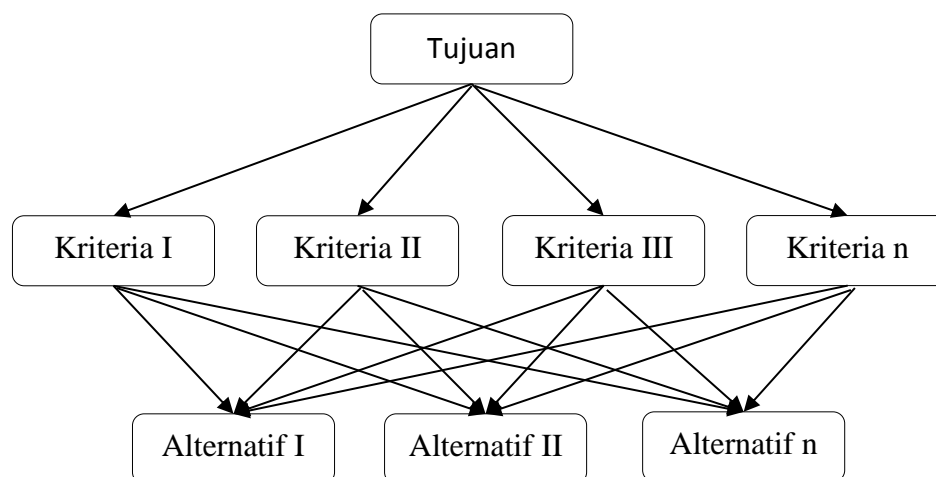 Tujuan
Kriteria I
Kriteria II
Kriteria III
Kriteria n
Alternatif I
Alternatif II
Alternatif n